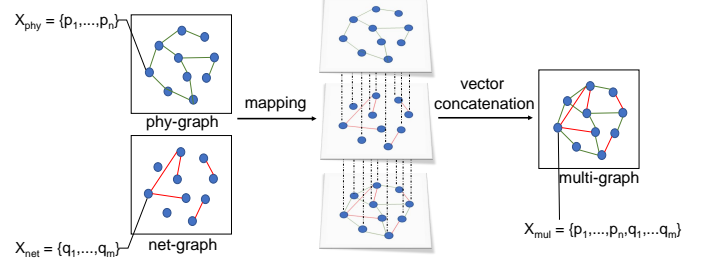 X_phy = {p_1,...,p_n}
phy-graph
mapping
vector
concatenation
multi-graph
net-graph
X_net = {q_1,...,q_m}
X_mul = {p_1,...,p_n,q_1,...q_m}